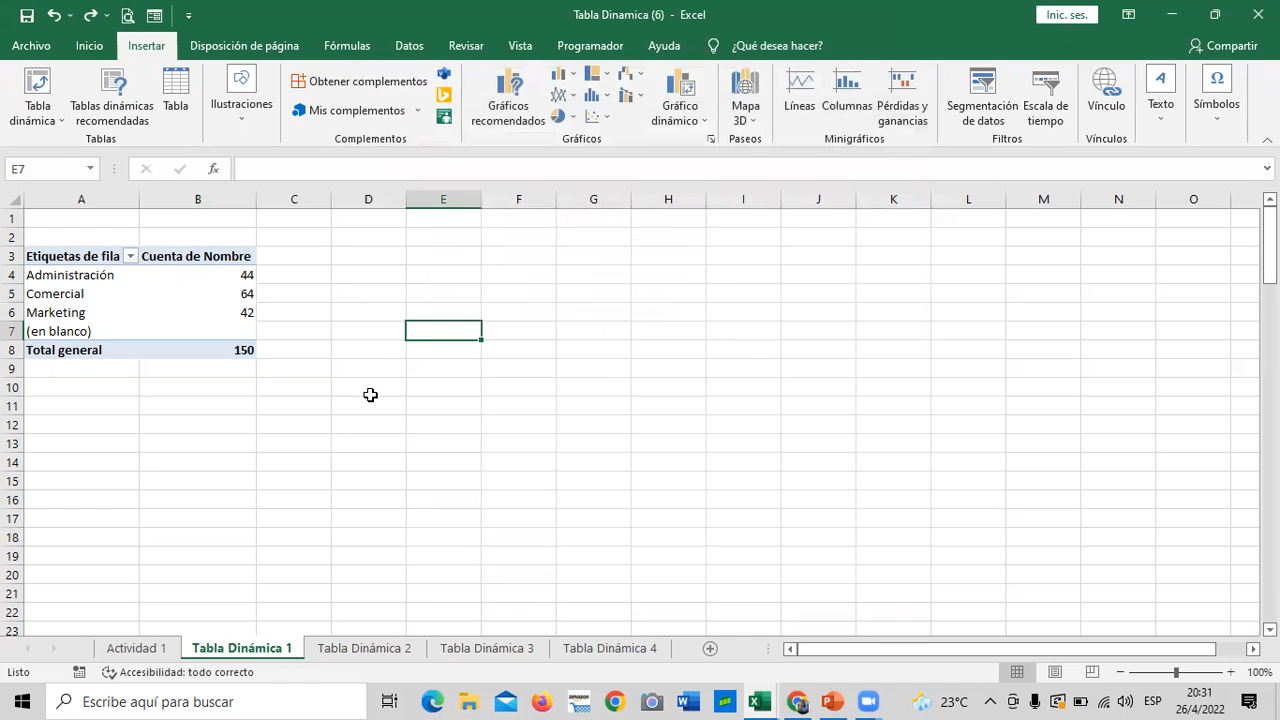 Tabla Dinamica (6) - Excel
Inic. ses.
Archivo Inicio Insertar Disposición de página Fórmulas Datos Revisar Vista Programador Ayuda ¿Qué desea hacer? Compartir
Tabla dinámica
Tablas dinámicas recomendadas
Tabla
Tablas
Ilustraciones
Obtener complementos
Mis complementos
Complementos
Gráficos recomendados
Gráfico dinámico
Gráficos
Mapa 3D
Paseos
Líneas
Columnas
Pérdidas y ganancias
Minigráficos
Segmentación de datos
Escala de tiempo
Filtros
Vínculo
Vínculos
Texto
Símbolos
E7 fx
A B C D E F G H I J K L M N O
1
2
3 Etiquetas de fila Cuenta de Nombre
4 Administración 44
5 Comercial 64
6 Marketing 42
7 (en blanco)
8 Total general 150
9
10
11
12
13
14
15
16
17
18
19
20
21
22
23
Actividad 1 Tabla Dinámica 1 Tabla Dinámica 2 Tabla Dinámica 3 Tabla Dinámica 4
Listo Accesibilidad: todo correcto 100%
Escribe aquí para buscar
23°C ESP
20:31
26/4/2022